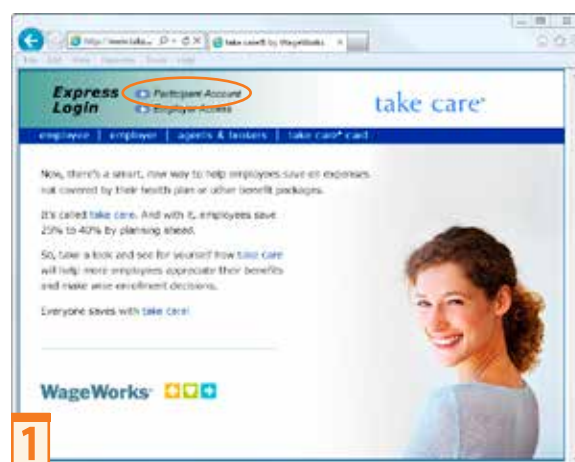 take care® by WageWorks
Express Login
Participant Account
Employer Access
take care®
employee | employer | agents & brokers | take care® card
Now, there's a smart, new way to help employees save on expenses
not covered by their health plan or other benefit packages.
It's called take care. And with it, employees save
25% to 40% by planning ahead.
So, take a look and see for yourself how take care
will help more employees appreciate their benefits
and make wise enrollment decisions.
Everyone saves with take care!
WageWorks®
1